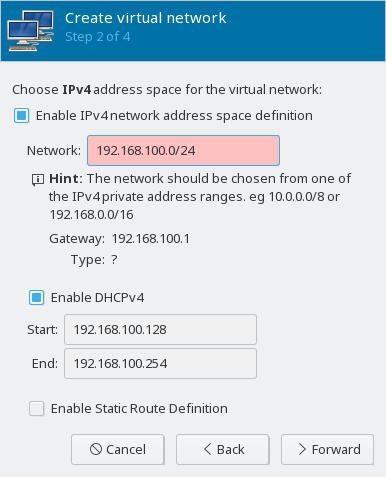 Create virtual network
Step 2 of 4
Choose IPv4 address space for the virtual network:
Enable IPv4 network address space definition
Network: 192.168.100.0/24
Hint: The network should be chosen from one of
the IPv4 private address ranges. eg 10.0.0.0/8 or
192.168.0.0/16
Gateway: 192.168.100.1
Type: ?
Enable DHCPv4
Start: 192.168.100.128
End: 192.168.100.254
Enable Static Route Definition
Cancel Back Forward